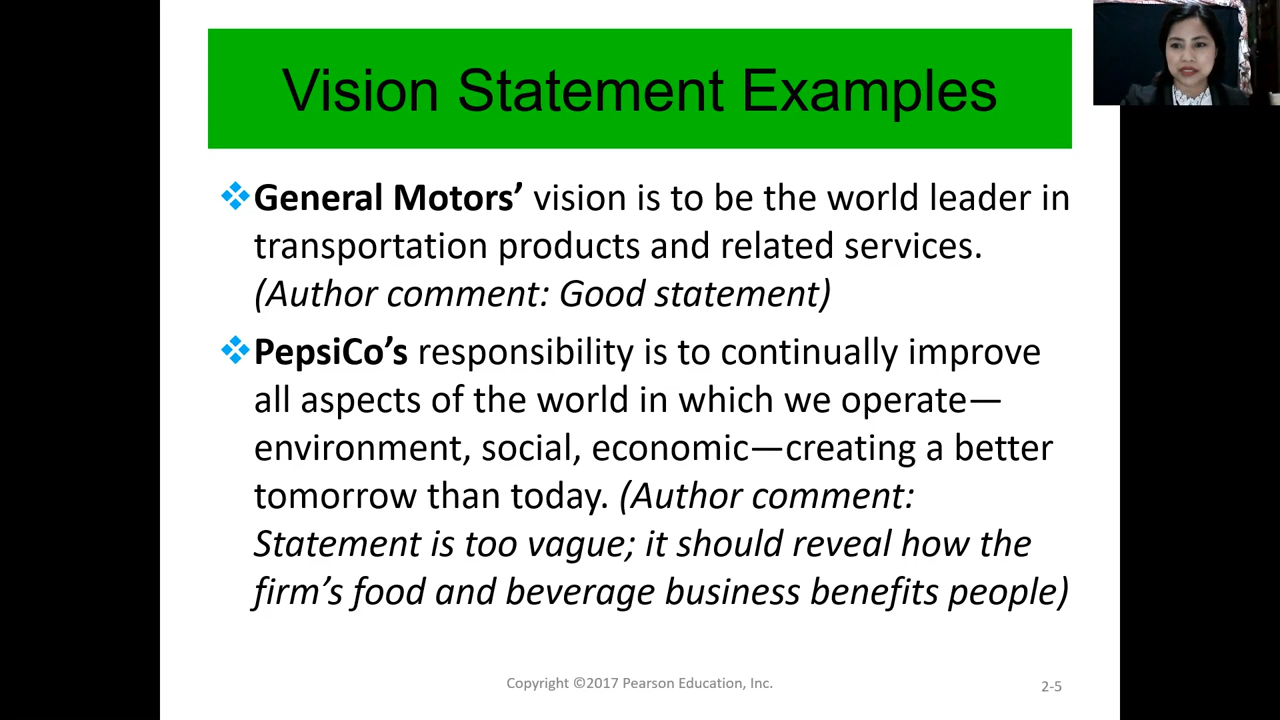 Vision Statement Examples
General Motors’ vision is to be the world leader in
transportation products and related services.
(Author comment: Good statement)
PepsiCo’s responsibility is to continually improve
all aspects of the world in which we operate—
environment, social, economic—creating a better
tomorrow than today. (Author comment:
Statement is too vague; it should reveal how the
firm’s food and beverage business benefits people)
Copyright ©2017 Pearson Education, Inc.
2-5